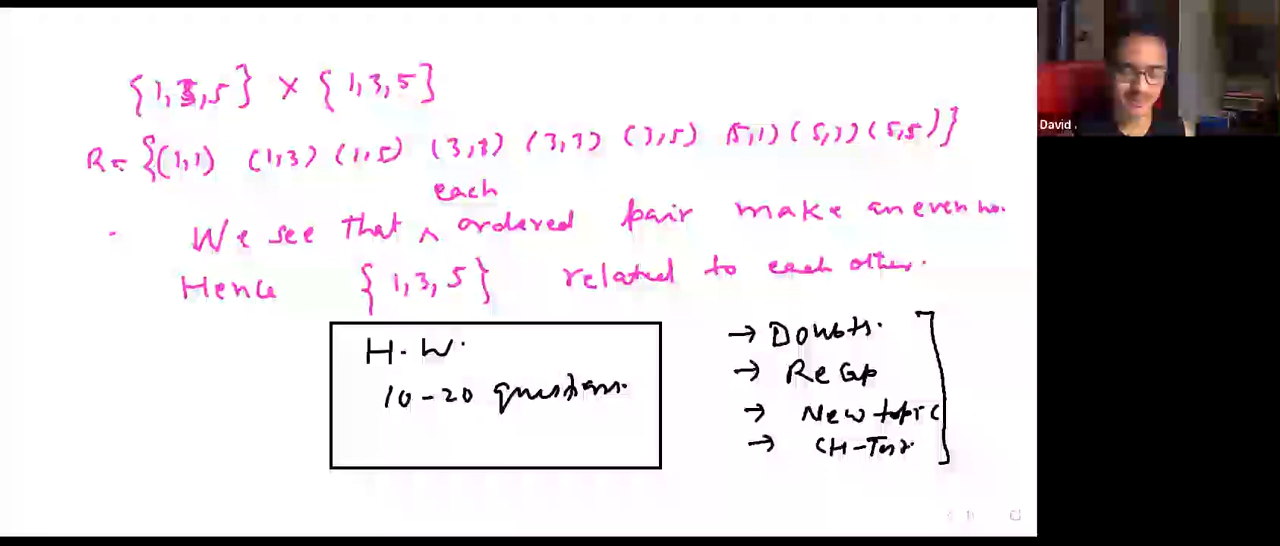 {1,3,5} × {1,3,5}
R = {(1,1) (1,3) (1,5) (3,3) (3,3) (3,5) (5,1) (5,3) (5,5)}
each
We see that ^ ordered pair make an even no.
Hence {1,3,5} related to each other.
H.W.
10-20 questions.
→ Doubts.
→ Recap
→ New topic
→ CH-Test
David